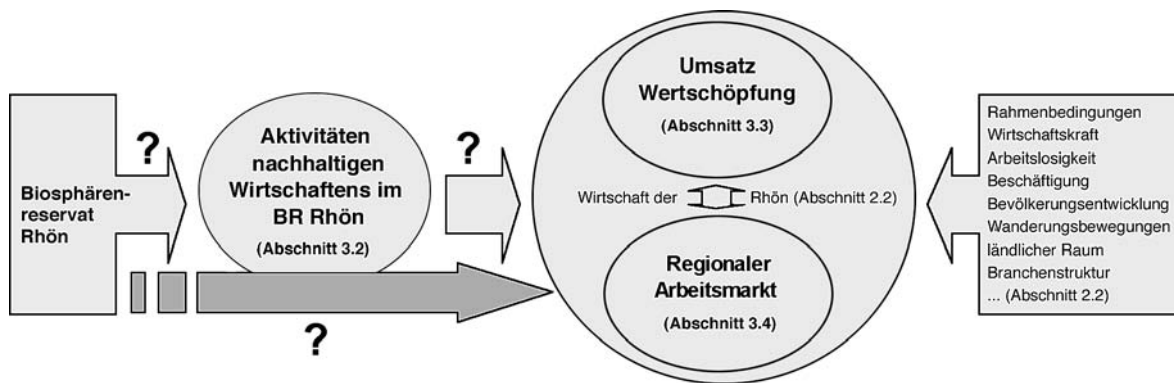 Biosphären-
reservat
Rhön
?
Aktivitäten
nachhaltigen
Wirtschaftens im
BR Rhön
(Abschnitt 3.2)
?
?
Umsatz
Wertschöpfung
(Abschnitt 3.3)
Wirtschaft der Rhön (Abschnitt 2.2)
Regionaler
Arbeitsmarkt
(Abschnitt 3.4)
Rahmenbedingungen
Wirtschaftskraft
Arbeitslosigkeit
Beschäftigung
Bevölkerungsentwicklung
Wanderungsbewegungen
ländlicher Raum
Branchenstruktur
... (Abschnitt 2.2)